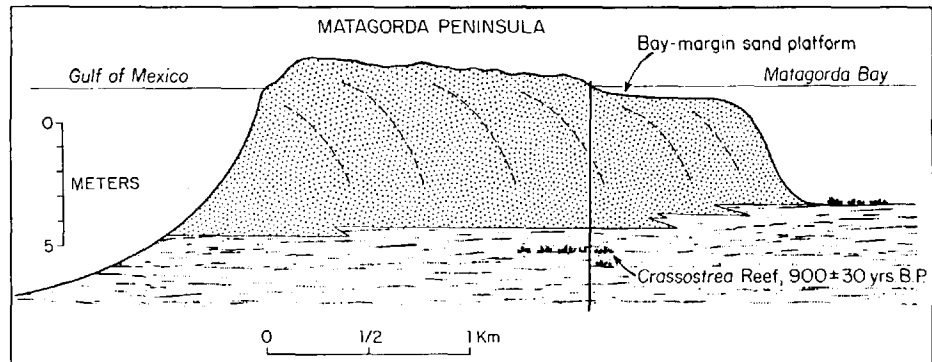 MATAGORDA PENINSULA
Bay-margin sand platform
Gulf of Mexico
Matagorda Bay
0
METERS
5
Crassostrea Reef, 900±30 yrs B.P.
0 1/2 1 Km